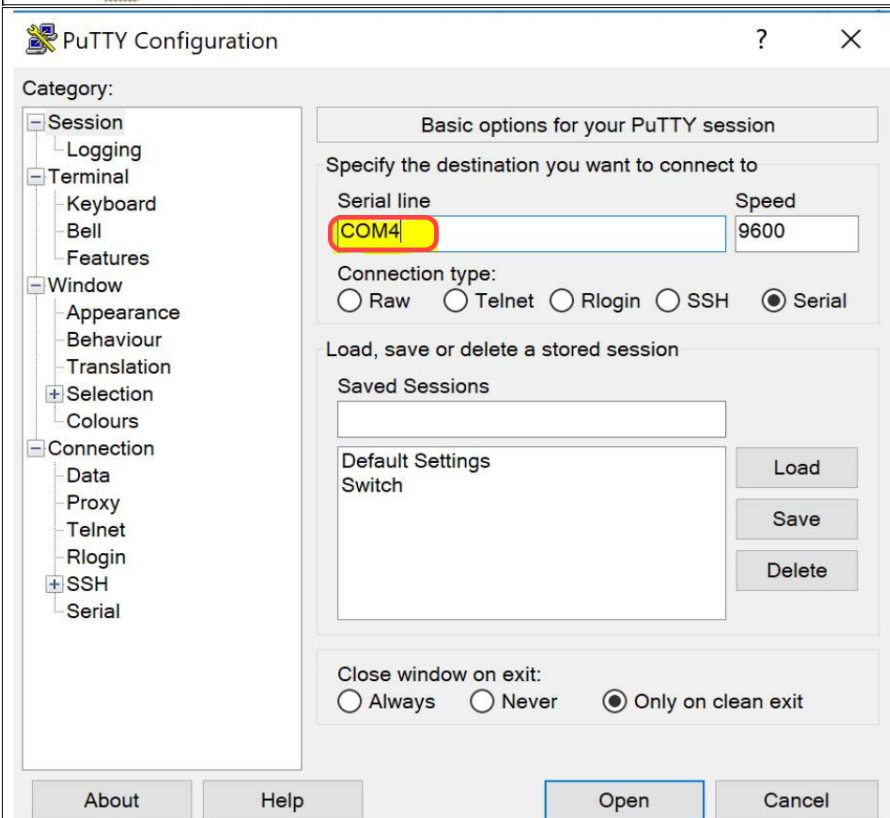 PuTTY Configuration
?
Category:
Session
Logging
Terminal
Keyboard
Bell
Features
Window
Appearance
Behaviour
Translation
Selection
Colours
Connection
Data
Proxy
Telnet
Rlogin
SSH
Serial
Basic options for your PuTTY session
Specify the destination you want to connect to
Serial line Speed
COM4 9600
Connection type:
Raw Telnet Rlogin SSH Serial
Load, save or delete a stored session
Saved Sessions
Default Settings
Switch
Load
Save
Delete
Close window on exit:
Always Never Only on clean exit
About Help Open Cancel